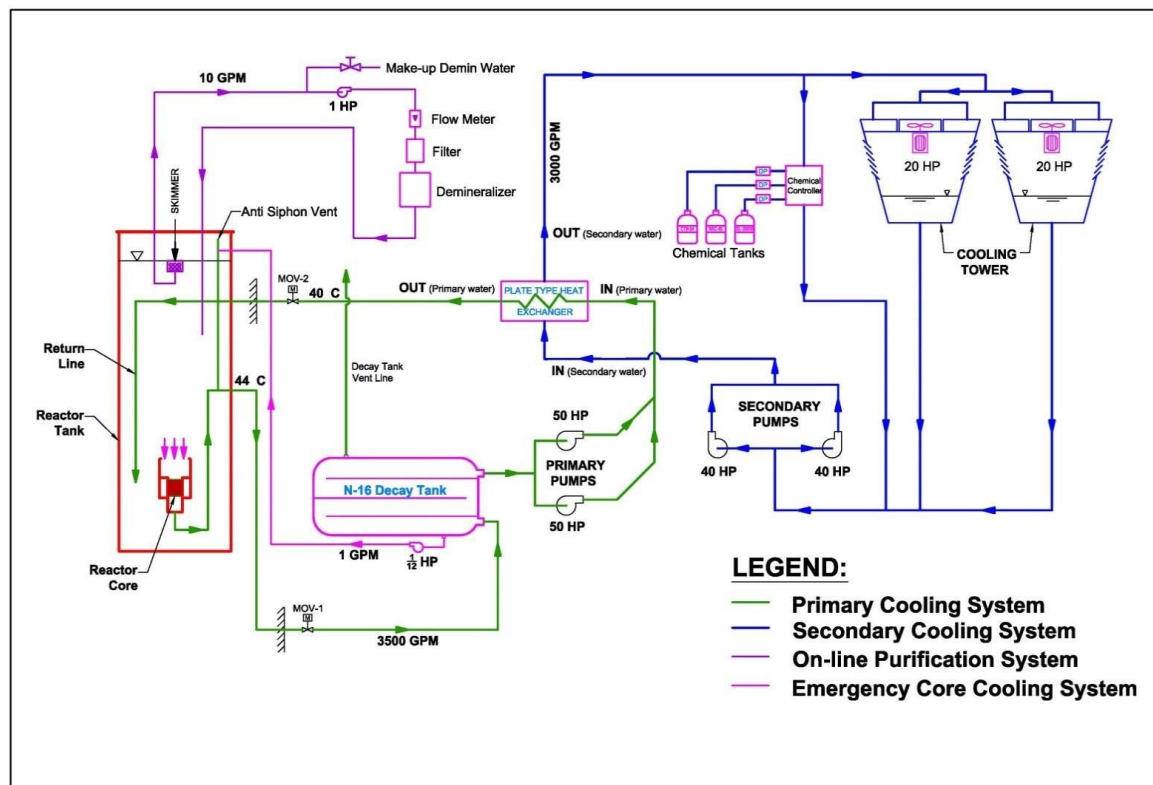 10 GPM
Make-up Demin Water
1 HP
Flow Meter
Filter
Demineralizer
SKIMMER
Anti Siphon Vent
MOV-2
M
40 C
OUT (Primary water)
PLATE TYPE HEAT
EXCHANGER
IN (Primary water)
OUT (Secondary water)
IN (Secondary water)
3000 GPM
DP
DP
DP
Chemical
Controller
Chemical Tanks
20 HP
20 HP
COOLING
TOWER
Return
Line
44 C
Reactor
Tank
Decay Tank
Vent Line
SECONDARY
PUMPS
40 HP
40 HP
50 HP
PRIMARY
PUMPS
50 HP
N-16 Decay Tank
1 GPM
1/12 HP
Reactor
Core
MOV-1
M
3500 GPM
LEGEND:
Primary Cooling System
Secondary Cooling System
On-line Purification System
Emergency Core Cooling System